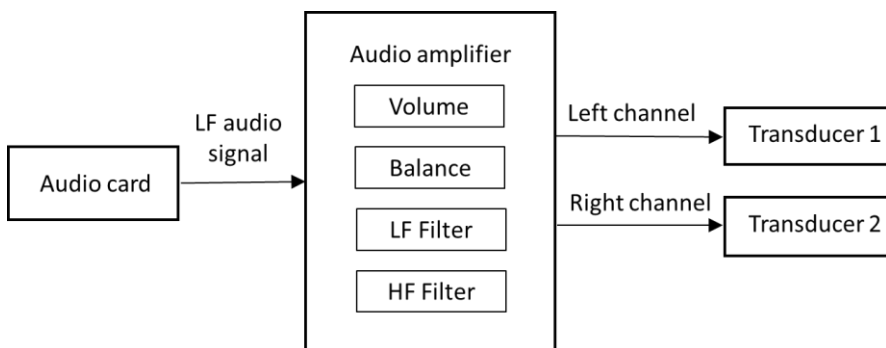 Audio card
LF audio
signal
Audio amplifier
Volume
Balance
LF Filter
HF Filter
Left channel
Right channel
Transducer 1
Transducer 2